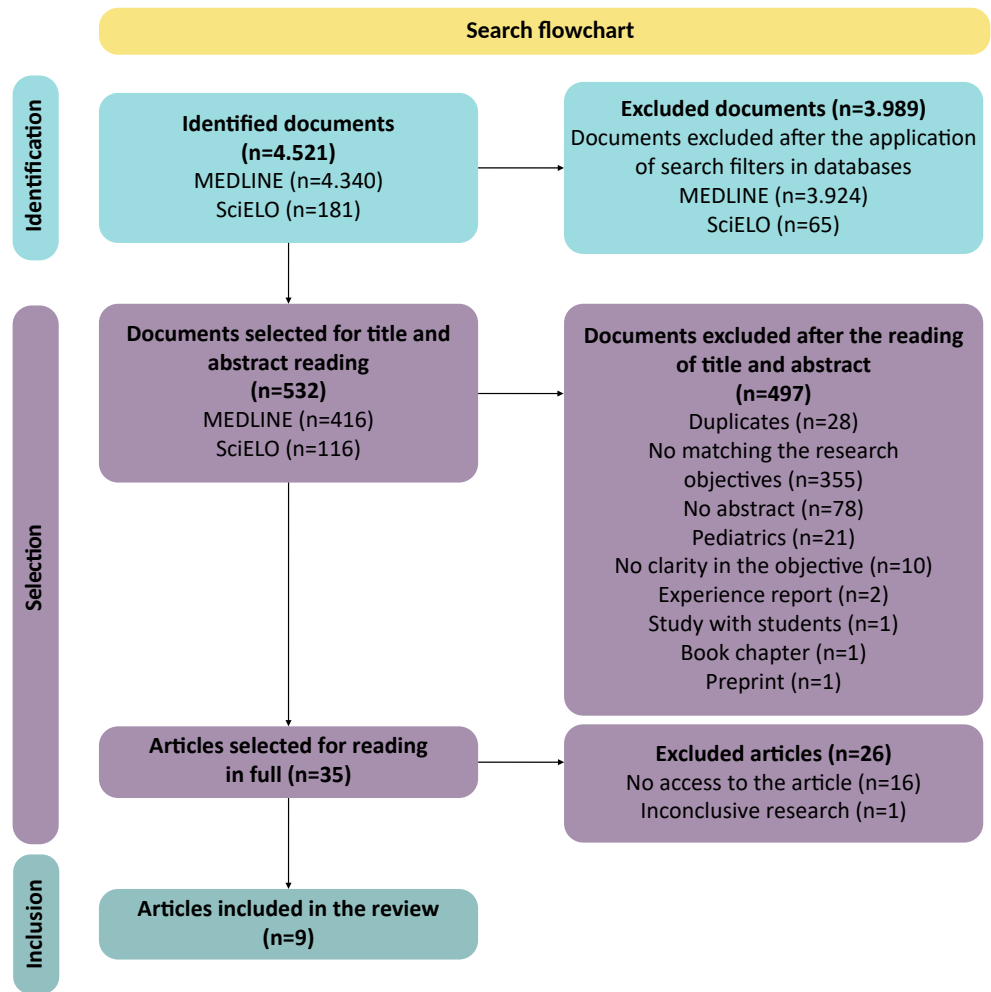 Search flowchart
Identification
Identified documents
(n=4.521)
MEDLINE (n=4.340)
SciELO (n=181)
Excluded documents (n=3.989)
Documents excluded after the application
of search filters in databases
MEDLINE (n=3.924)
SciELO (n=65)
Selection
Documents selected for title and
abstract reading
(n=532)
MEDLINE (n=416)
SciELO (n=116)
Documents excluded after the reading
of title and abstract
(n=497)
Duplicates (n=28)
No matching the research
objectives (n=355)
No abstract (n=78)
Pediatrics (n=21)
No clarity in the objective (n=10)
Experience report (n=2)
Study with students (n=1)
Book chapter (n=1)
Preprint (n=1)
Articles selected for reading
in full (n=35)
Excluded articles (n=26)
No access to the article (n=16)
Inconclusive research (n=1)
Inclusion
Articles included in the review
(n=9)